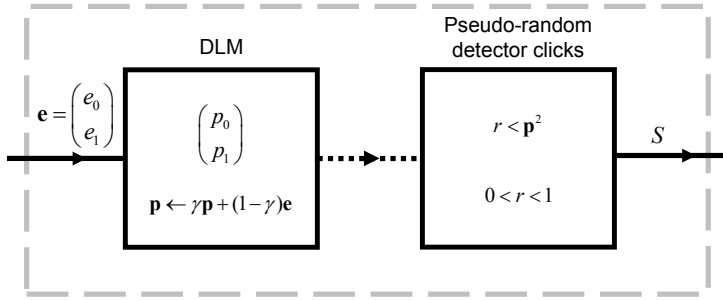 DLM
Pseudo-random
detector clicks
e = (e₀
e₁)
(p₀
p₁)
p ← γp + (1 − γ)e
r < p²
0 < r < 1
S